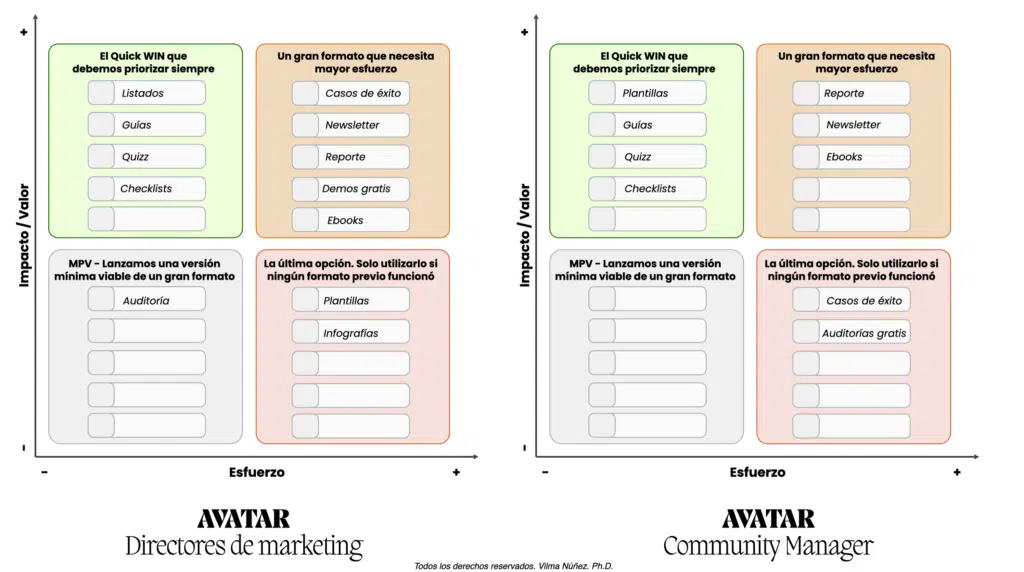 +
Impacto / Valor
El Quick WIN que
debemos priorizar siempre
Listados
Guías
Quizz
Checklists
Un gran formato que necesita
mayor esfuerzo
Casos de éxito
Newsletter
Reporte
Demos gratis
Ebooks
MPV - Lanzamos una versión
mínima viable de un gran formato
Auditoría
La última opción. Solo utilizarlo si
ningún formato previo funcionó
Plantillas
Infografías
-
-
Esfuerzo
+
AVATAR
Directores de marketing
+
Impacto / Valor
El Quick WIN que
debemos priorizar siempre
Plantillas
Guías
Quizz
Checklists
Un gran formato que necesita
mayor esfuerzo
Reporte
Newsletter
Ebooks
MPV - Lanzamos una versión
mínima viable de un gran formato
La última opción. Solo utilizarlo si
ningún formato previo funcionó
Casos de éxito
Auditorías gratis
-
-
Esfuerzo
+
AVATAR
Community Manager
Todos los derechos reservados. Vilma Núñez. Ph.D.